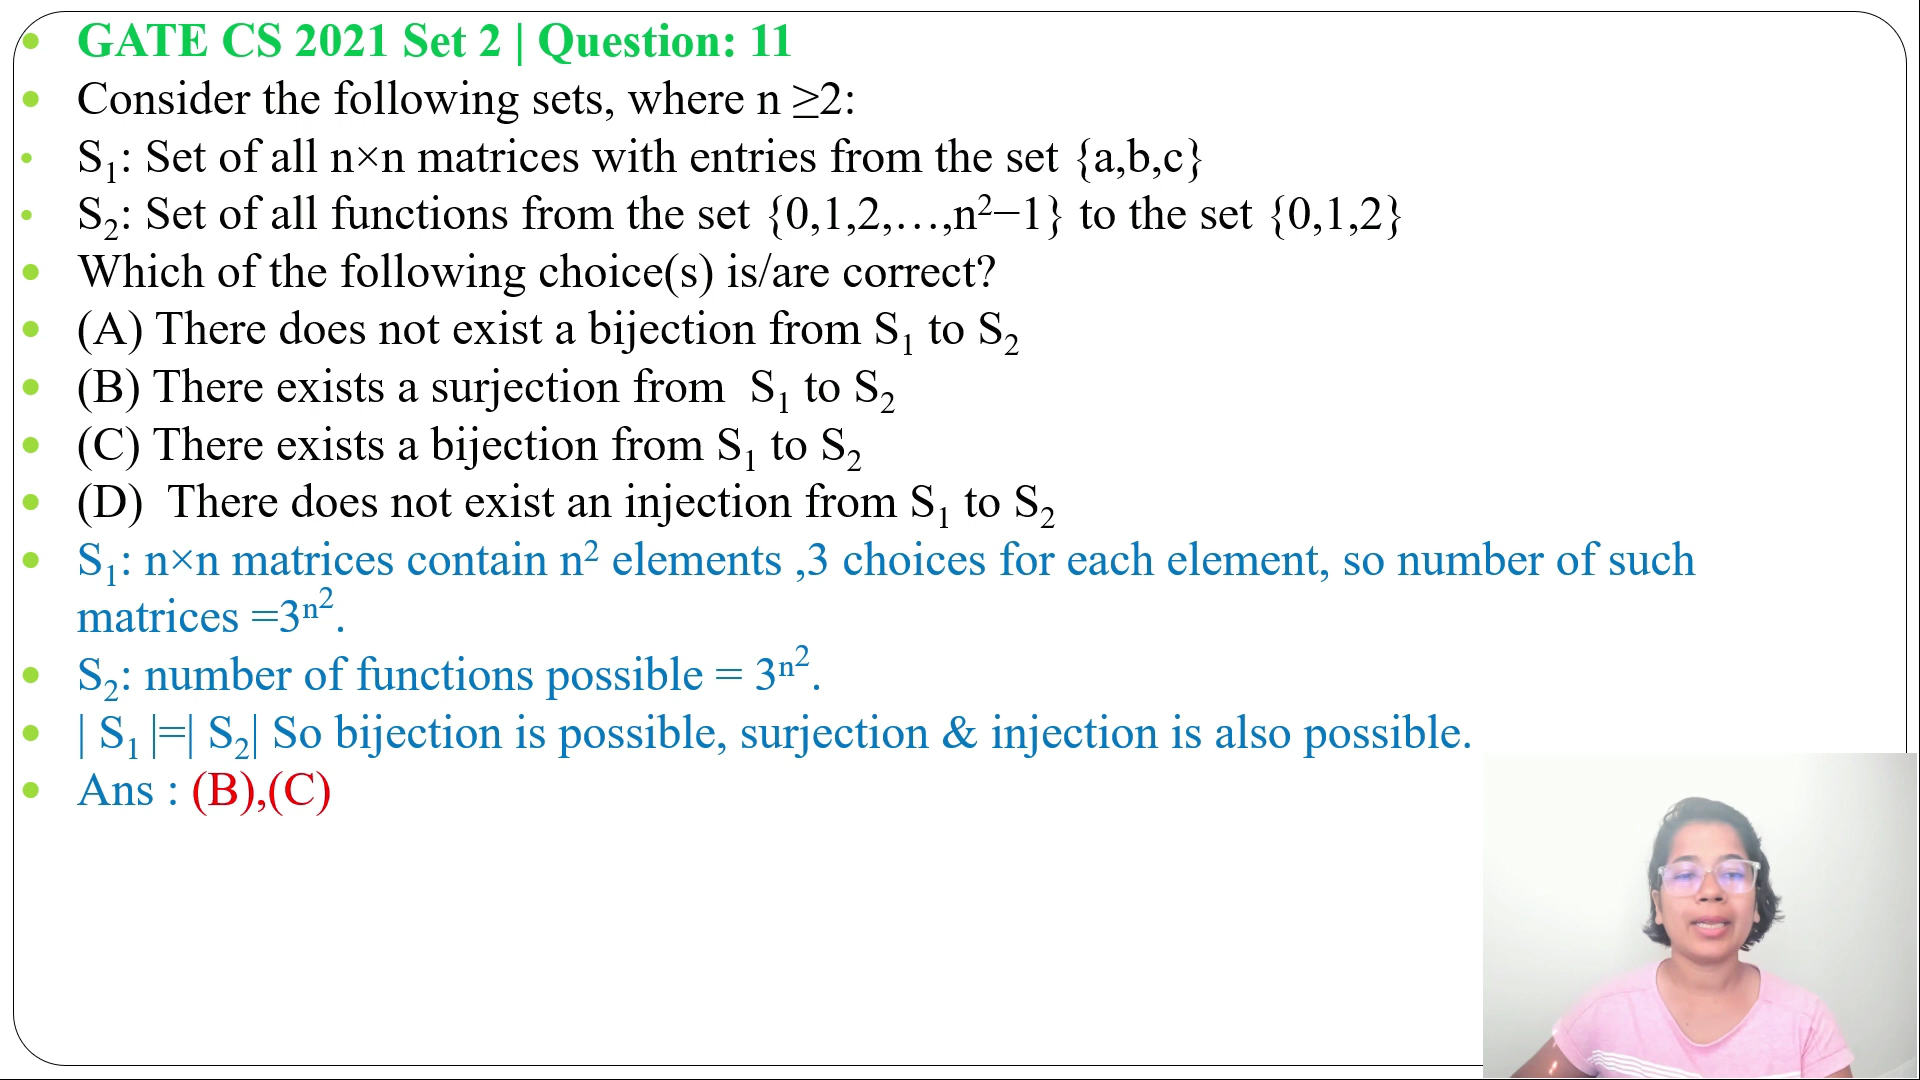 GATE CS 2021 Set 2 | Question: 11
Consider the following sets, where n ≥2:
S₁: Set of all n×n matrices with entries from the set {a,b,c}
S₂: Set of all functions from the set {0,1,2,…,n²−1} to the set {0,1,2}
Which of the following choice(s) is/are correct?
(A) There does not exist a bijection from S₁ to S₂
(B) There exists a surjection from  S₁ to S₂
(C) There exists a bijection from S₁ to S₂
(D)  There does not exist an injection from S₁ to S₂
S₁: n×n matrices contain n² elements ,3 choices for each element, so number of such
matrices =3ⁿ².
S₂: number of functions possible = 3ⁿ².
| S₁ |=| S₂| So bijection is possible, surjection & injection is also possible.
Ans : (B),(C)